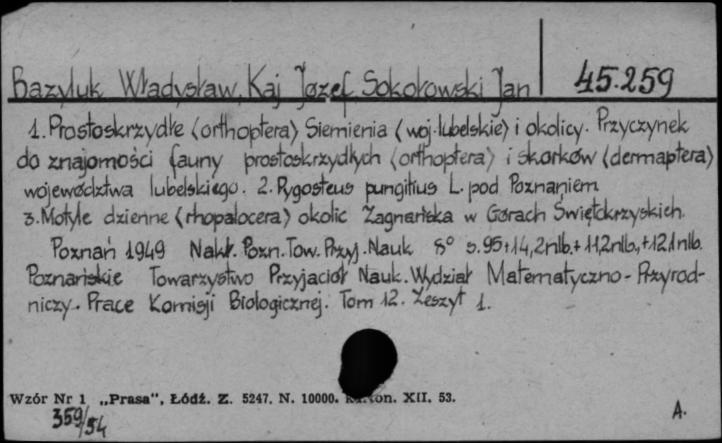 Bazyluk Władysław, Kaj Józef, Sokołowski Jan 45.259
1. Prostoskrzydłe (orthoptera) Siemienia (woj. lubelskie) i okolicy. Przyczynek
do znajomości fauny prostoskrzydłych (orthoptera) i skorków (dermaptera)
województwa lubelskiego. 2. Pygosteus pungitius L. pod Poznaniem
3. Motyle dzienne (rhopalocera) okolic Zagnańska w Górach Świętokrzyskich.
Poznań 1949 Nakł. Pozn. Tow. Przyj. Nauk 8° s. 95+14, 2nlb.+11,2nlb.,+12,1nlb.
Poznańskie Towarzystwo Przyjaciół Nauk. Wydział Matematyczno-Przyrod-
niczy. Prace Komisji Biologicznej. Tom 12. Zeszyt 1.
Wzór Nr 1 „Prasa", Łódź. Z. 5247. N. 10000. XII. 53.
359/54 A.